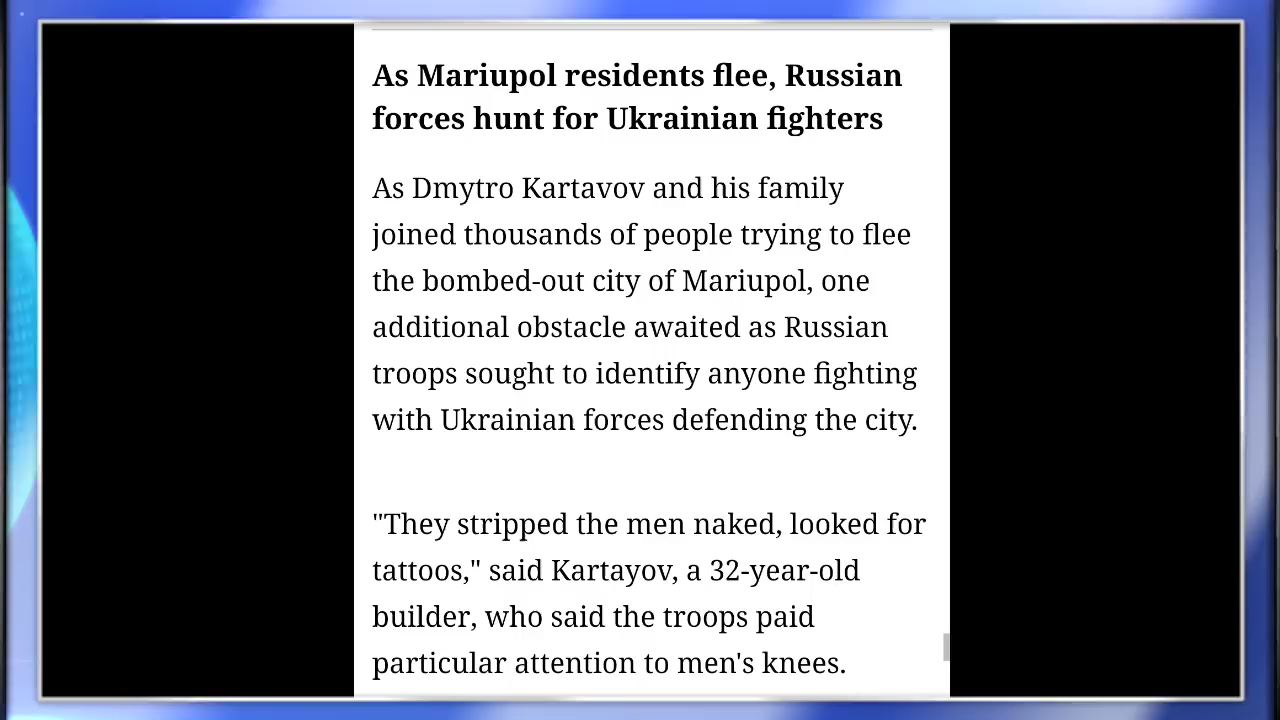 As Mariupol residents flee, Russian
forces hunt for Ukrainian fighters
As Dmytro Kartavov and his family
joined thousands of people trying to flee
the bombed-out city of Mariupol, one
additional obstacle awaited as Russian
troops sought to identify anyone fighting
with Ukrainian forces defending the city.
"They stripped the men naked, looked for
tattoos," said Kartayov, a 32-year-old
builder, who said the troops paid
particular attention to men's knees.